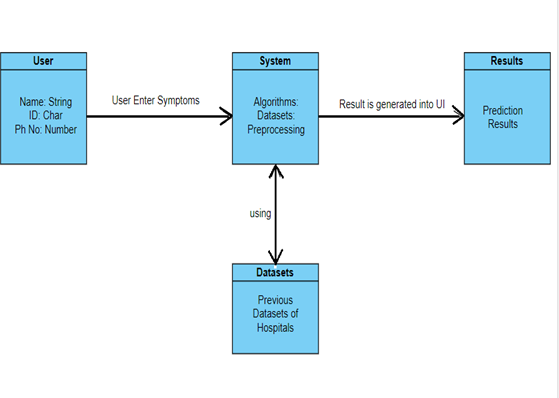 User
Name: String
ID: Char
Ph No: Number
User Enter Symptoms
System
Algorithms:
Datasets:
Preprocessing
Result is generated into UI
Results
Prediction
Results
using
Datasets
Previous
Datasets of
Hospitals